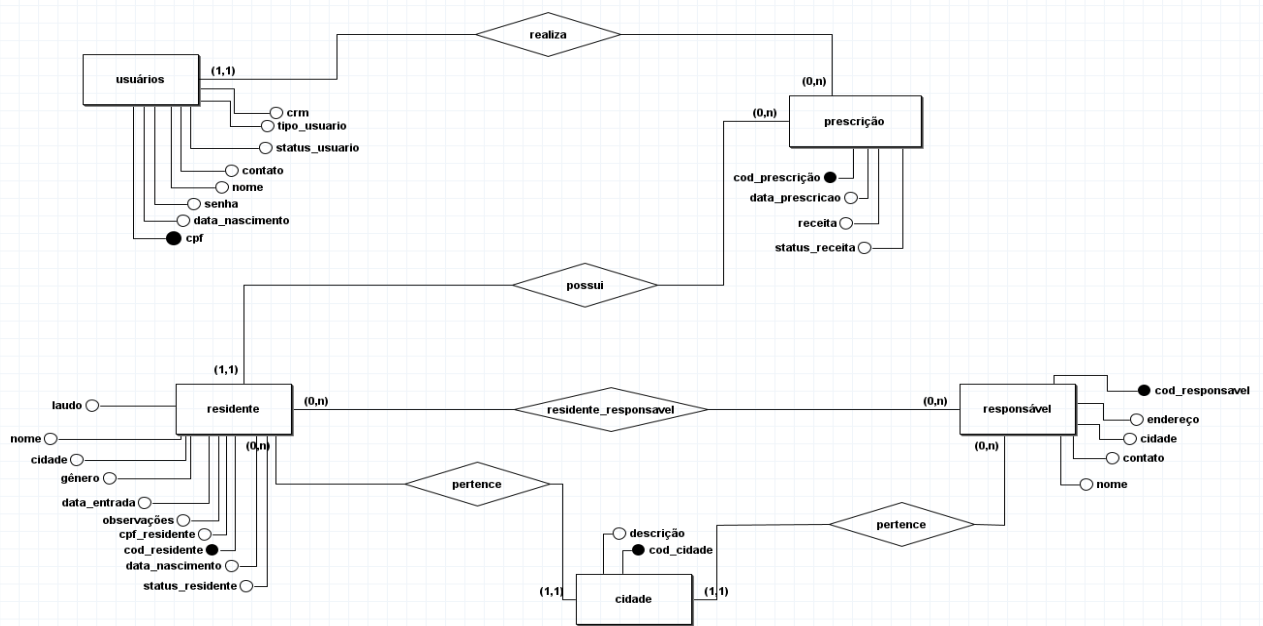 realiza
(1,1)
usuários
(0,n)
(0,n)
prescrição
crm
tipo_usuario
status_usuario
contato
nome
senha
data_nascimento
cpf
cod_prescrição
data_prescricao
receita
status_receita
possui
(1,1)
laudo
residente
(0,n)
residente_responsavel
(0,n)
responsável
cod_responsavel
endereço
cidade
contato
nome
nome
(0,n)
(0,n)
cidade
gênero
pertence
data_entrada
observações
cpf_residente
cod_residente
data_nascimento
status_residente
pertence
descrição
cod_cidade
(1,1)
cidade
(1,1)